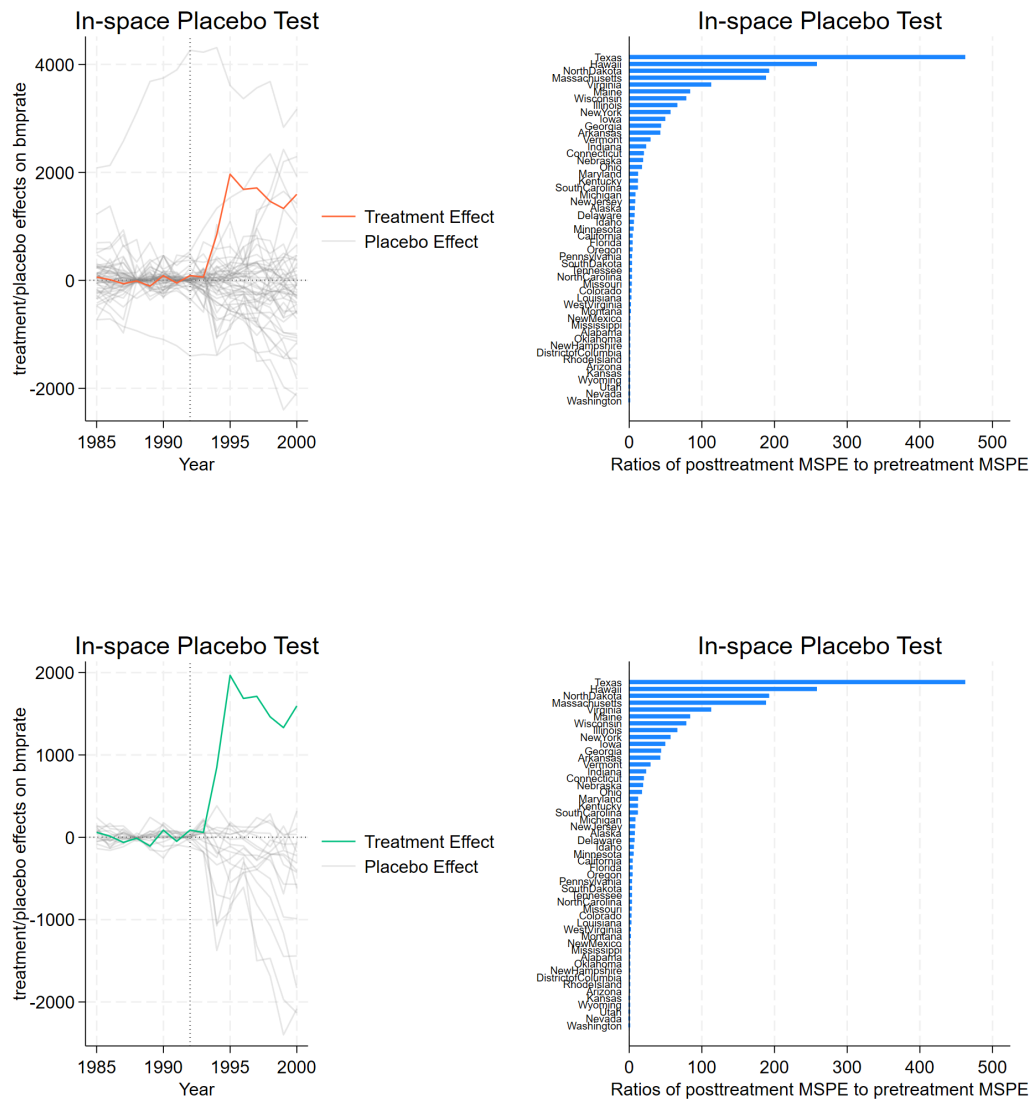 In-space Placebo Test
treatment/placebo effects on bmprate
4000
2000
0
-2000
1985 1990 1995 2000
Year
Treatment Effect
Placebo Effect
In-space Placebo Test
Texas
Hawaii
NorthDakota
Massachusetts
Virginia
Maine
Wisconsin
Illinois
NewYork
Iowa
Georgia
Arkansas
Vermont
Indiana
Connecticut
Nebraska
Ohio
Maryland
Kentucky
SouthCarolina
Michigan
NewJersey
Alaska
Delaware
Idaho
Minnesota
California
Florida
Oregon
Pennsylvania
SouthDakota
Tennessee
NorthCarolina
Missouri
Colorado
Louisiana
WestVirginia
Montana
NewMexico
Mississippi
Alabama
Oklahoma
NewHampshire
DistrictofColumbia
RhodeIsland
Arizona
Kansas
Wyoming
Utah
Nevada
Washington
0 100 200 300 400 500
Ratios of posttreatment MSPE to pretreatment MSPE
In-space Placebo Test
treatment/placebo effects on bmprate
2000
1000
0
-1000
-2000
1985 1990 1995 2000
Year
Treatment Effect
Placebo Effect
In-space Placebo Test
Texas
Hawaii
NorthDakota
Massachusetts
Virginia
Maine
Wisconsin
Illinois
NewYork
Iowa
Georgia
Arkansas
Vermont
Indiana
Connecticut
Nebraska
Ohio
Maryland
Kentucky
SouthCarolina
Michigan
NewJersey
Alaska
Delaware
Idaho
Minnesota
California
Florida
Oregon
Pennsylvania
SouthDakota
Tennessee
NorthCarolina
Missouri
Colorado
Louisiana
WestVirginia
Montana
NewMexico
Mississippi
Alabama
Oklahoma
NewHampshire
DistrictofColumbia
RhodeIsland
Arizona
Kansas
Wyoming
Utah
Nevada
Washington
0 100 200 300 400 500
Ratios of posttreatment MSPE to pretreatment MSPE